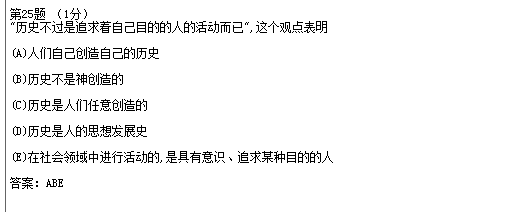 第25题 (1分)
"历史不过是追求着自己目的的人的活动而已",这个观点表明
(A)人们自己创造自己的历史
(B)历史不是神创造的
(C)历史是人们任意创造的
(D)历史是人的思想发展史
(E)在社会领域中进行活动的,是具有意识、追求某种目的的人
答案: ABE